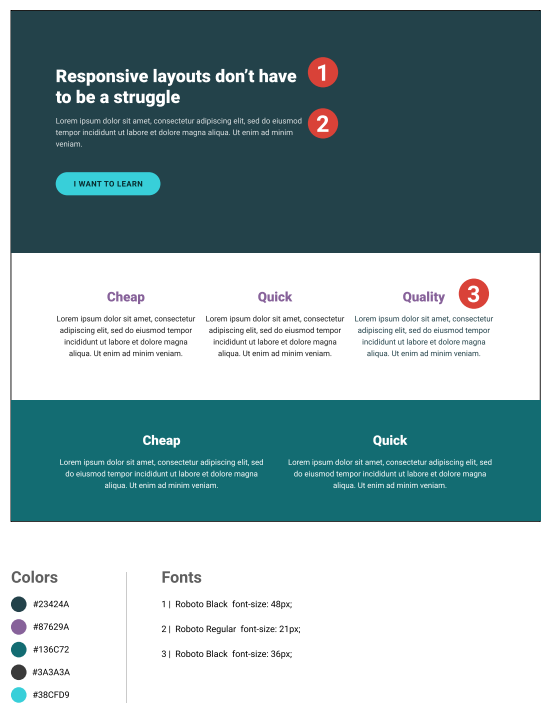 Responsive layouts don't have
to be a struggle
1
Lorem ipsum dolor sit amet, consectetur adipiscing elit, sed do eiusmod
tempor incididunt ut labore et dolore magna aliqua. Ut enim ad minim
veniam.
2
I WANT TO LEARN
Cheap
Lorem ipsum dolor sit amet, consectetur
adipiscing elit, sed do eiusmod tempor
incididunt ut labore et dolore magna
aliqua. Ut enim ad minim veniam.
Quick
Lorem ipsum dolor sit amet, consectetur
adipiscing elit, sed do eiusmod tempor
incididunt ut labore et dolore magna
aliqua. Ut enim ad minim veniam.
Quality
3
Lorem ipsum dolor sit amet, consectetur
adipiscing elit, sed do eiusmod tempor
incididunt ut labore et dolore magna
aliqua. Ut enim ad minim veniam.
Cheap
Lorem ipsum dolor sit amet, consectetur adipiscing elit, sed
do eiusmod tempor incididunt ut labore et dolore magna
aliqua. Ut enim ad minim veniam.
Quick
Lorem ipsum dolor sit amet, consectetur adipiscing elit, sed
do eiusmod tempor incididunt ut labore et dolore magna
aliqua. Ut enim ad minim veniam.
Colors
#23424A
#87629A
#136C72
#3A3A3A
#38CFD9
Fonts
1 | Roboto Black font-size: 48px;
2 | Roboto Regular font-size: 21px;
3 | Roboto Black font-size: 36px;